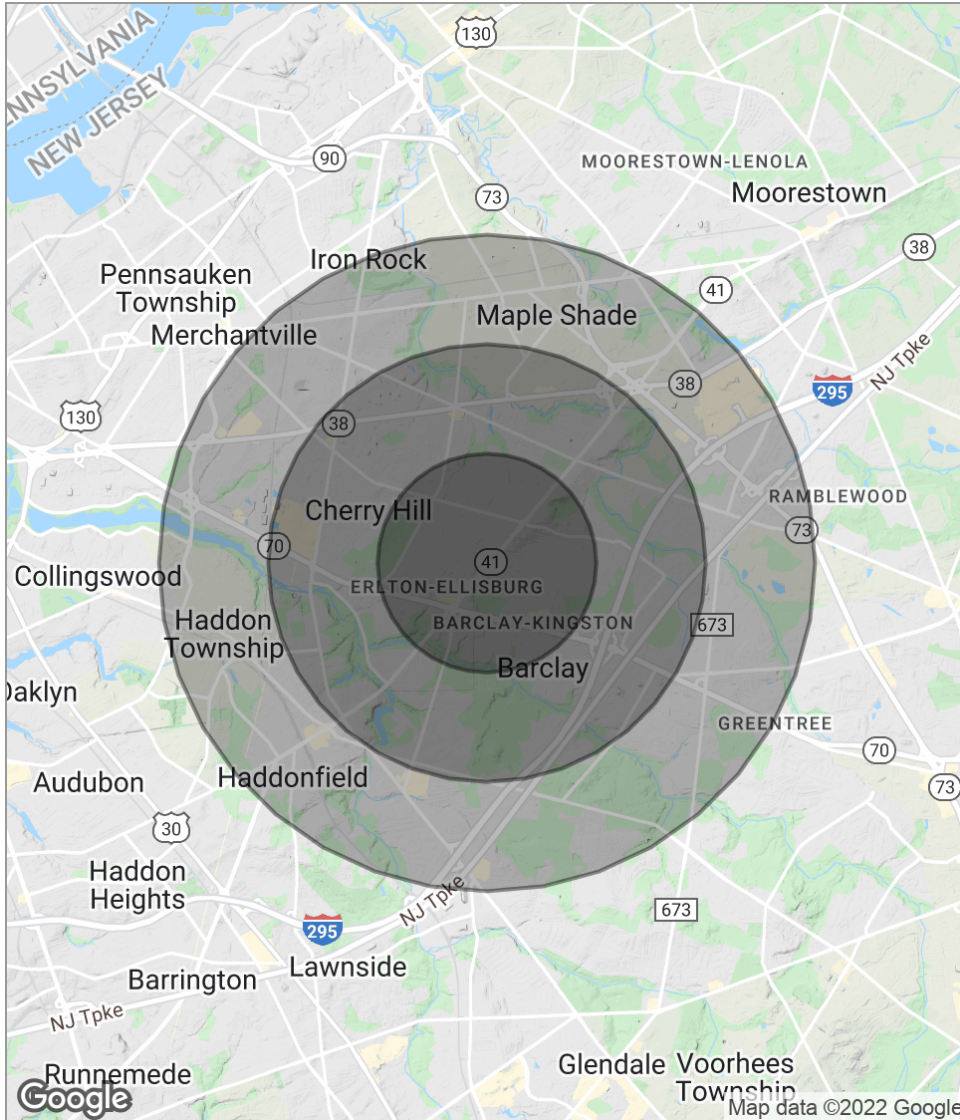 130
ENNSYLVANIA
NEW JERSEY
90
MOORESTOWN-LENOLA
Moorestown
73
38
Iron Rock
Pennsauken
Township
41
Maple Shade
Merchantville
NJ Tpke
38
295
130
38
RAMBLEWOOD
Cherry Hill
73
70
41
Collingswood
ERLTON-ELLISBURG
Haddon
Township
BARCLAY-KINGSTON
673
Barclay
Oaklyn
GREENTREE
70
Audubon
Haddonfield
73
30
Haddon
Heights
NJ Tpke
673
295
Lawnside
Barrington
NJ Tpke
Glendale
Voorhees
Township
Runnemede
Google
Map data ©2022 Google